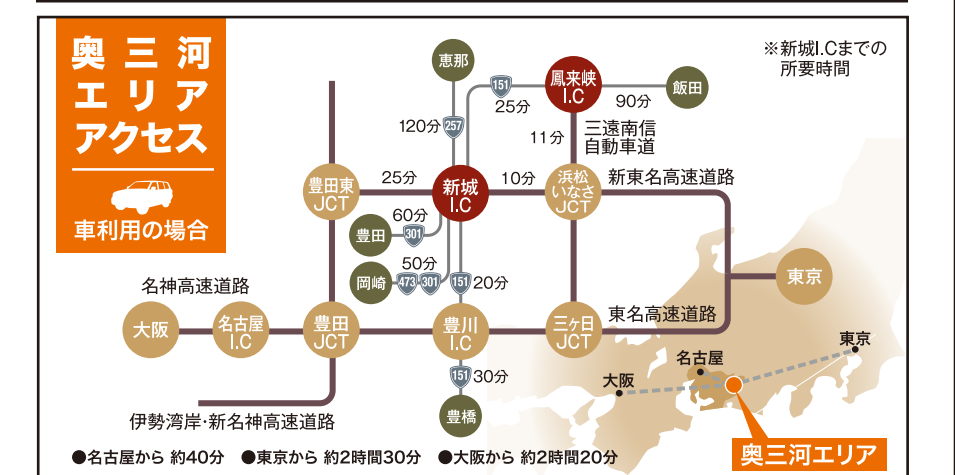 奥三河
エリア
アクセス
車利用の場合
※新城I.Cまでの
所要時間
恵那
151
25分
鳳来峡
I.C
90分
飯田
120分
257
11分
三遠南信
自動車道
豊田東
JCT
25分
新城
I.C
10分
浜松
いなさ
JCT
新東名高速道路
60分
豊田
301
50分
岡崎
473
301
151
20分
東京
名神高速道路
大阪
名古屋
I.C
豊田
JCT
豊川
I.C
三ヶ日
JCT
東名高速道路
151
30分
豊橋
伊勢湾岸・新名神高速道路
東京
名古屋
大阪
奥三河エリア
●名古屋から 約40分 ●東京から 約2時間30分 ●大阪から 約2時間20分